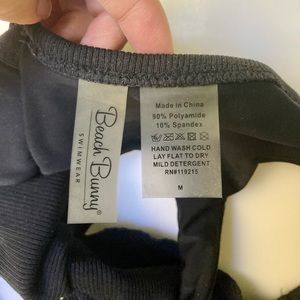 Beach Bunny®
SWIMWEAR
Made in China
90% Polyamide
10% Spandex
HAND WASH COLD
LAY FLAT TO DRY
MILD DETERGENT
RN#119215
M